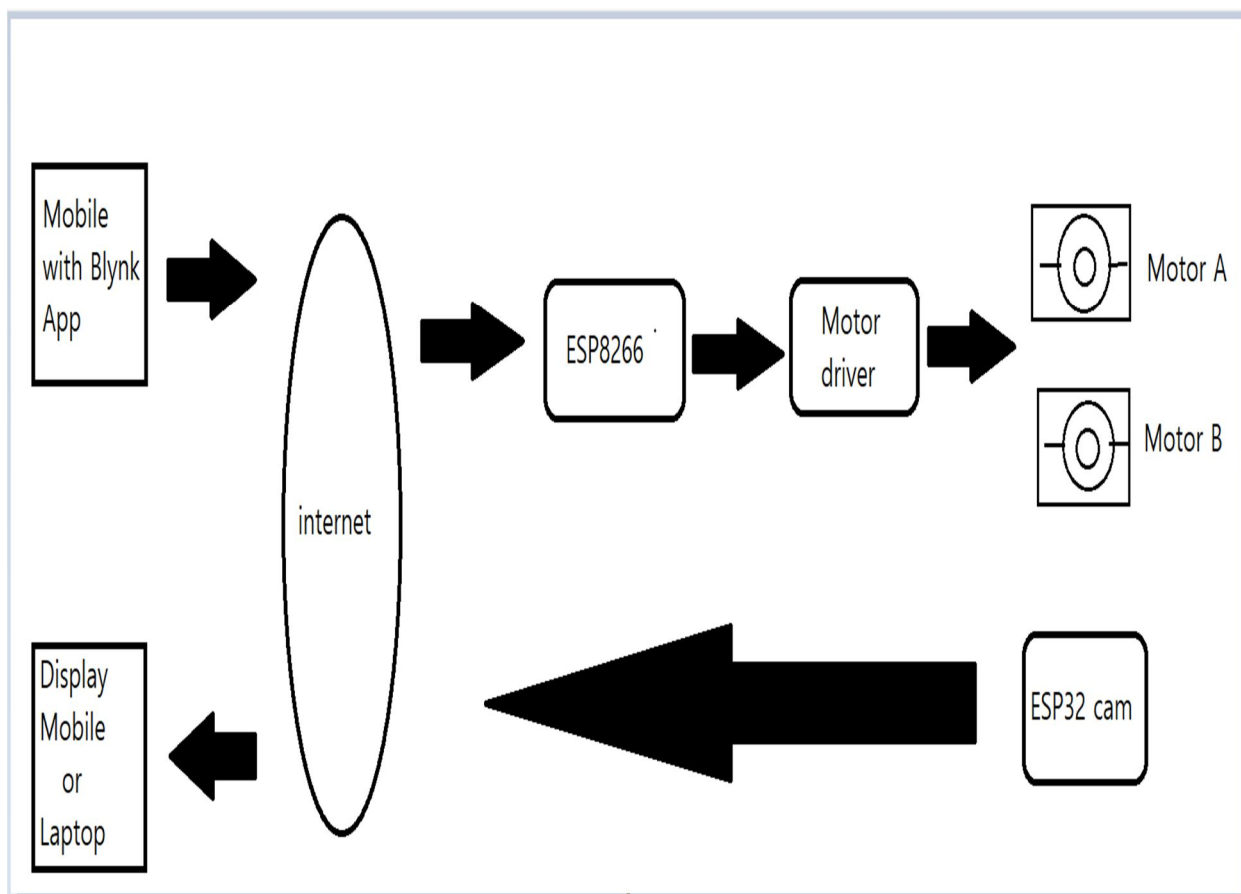 Mobile
with Blynk
App
internet
ESP8266
Motor
driver
Motor A
Motor B
Display
Mobile
or
Laptop
ESP32 cam